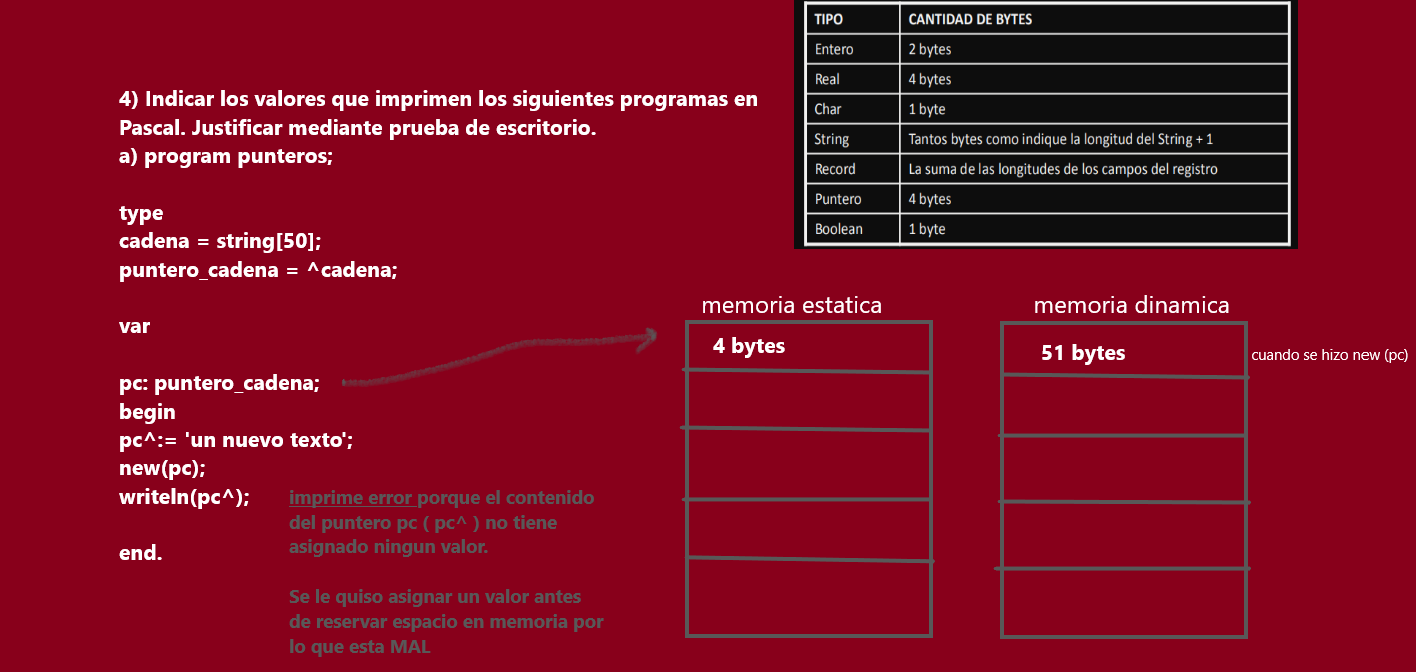 4) Indicar los valores que imprimen los siguientes programas en
Pascal. Justificar mediante prueba de escritorio.
a) program punteros;
type
cadena = string[50];
puntero_cadena = ^cadena;
var
pc: puntero_cadena;
begin
pc^:= 'un nuevo texto';
new(pc);
writeln(pc^);
end.
imprime error porque el contenido
del puntero pc ( pc^ ) no tiene
asignado ningun valor.
Se le quiso asignar un valor antes
de reservar espacio en memoria por
lo que esta MAL
TIPO CANTIDAD DE BYTES
Entero 2 bytes
Real 4 bytes
Char 1 byte
String Tantos bytes como indique la longitud del String + 1
Record La suma de las longitudes de los campos del registro
Puntero 4 bytes
Boolean 1 byte
memoria estatica
4 bytes
memoria dinamica
51 bytes
cuando se hizo new (pc)